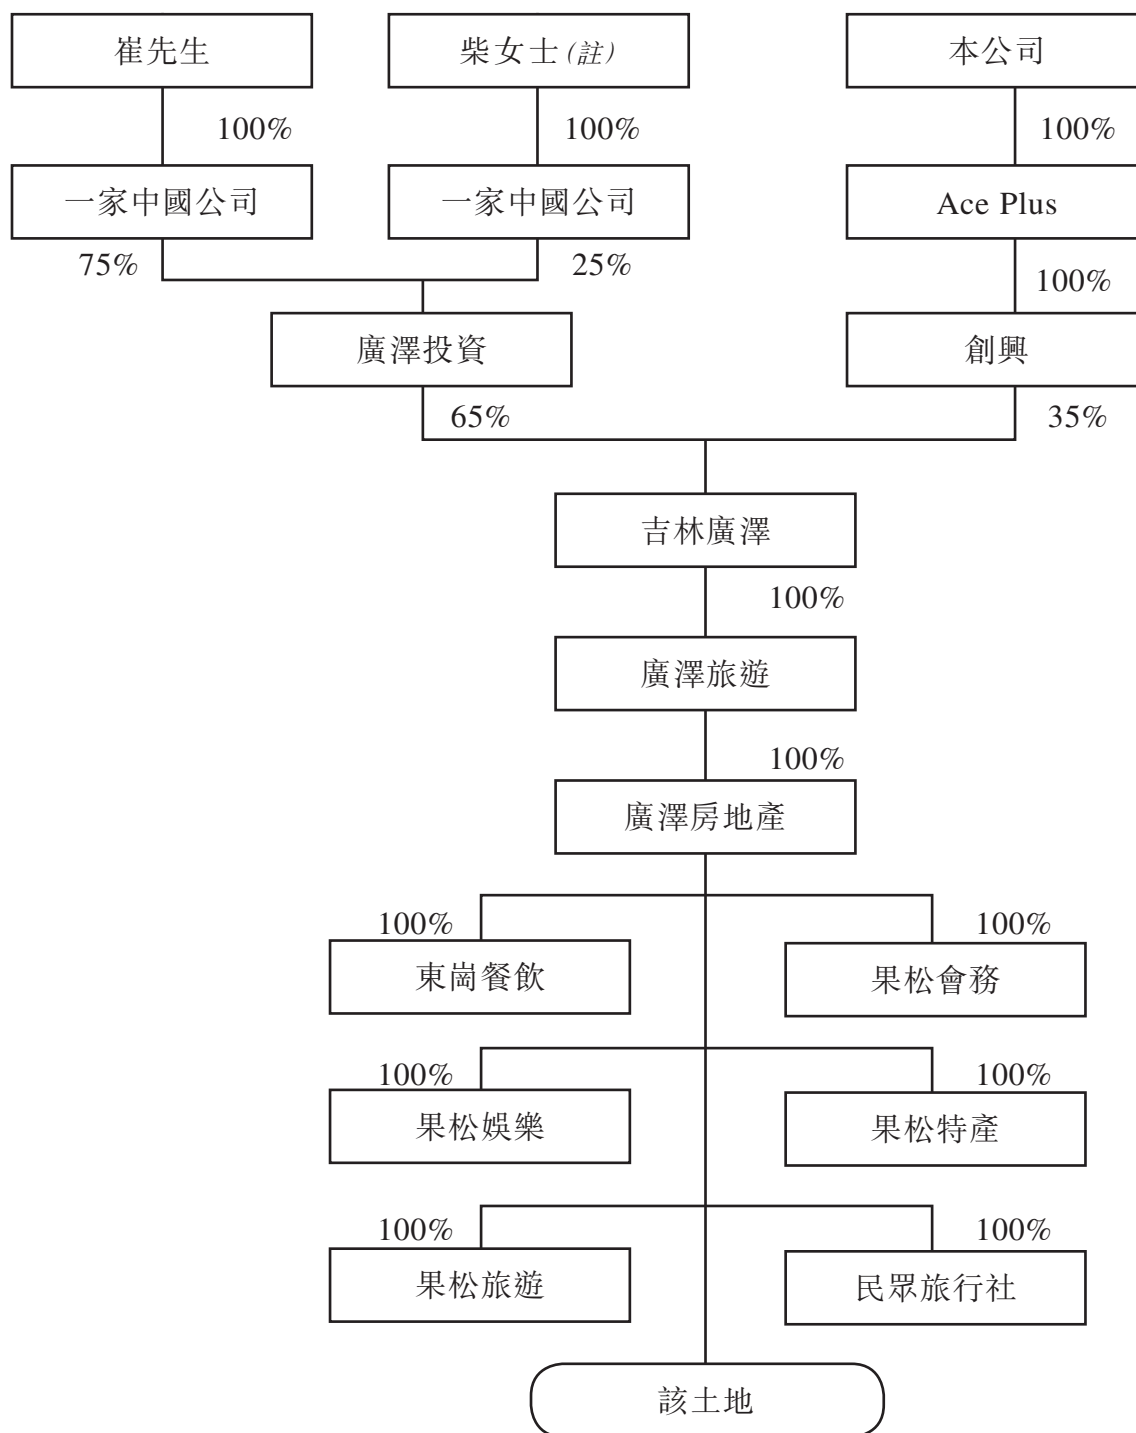 崔先生
柴女士(註)
本公司
100%
100%
100%
一家中國公司
一家中國公司
Ace Plus
75%
25%
100%
廣澤投資
創興
65%
35%
吉林廣澤
100%
廣澤旅遊
100%
廣澤房地產
100%
100%
東崗餐飲
果松會務
100%
100%
果松娛樂
果松特產
100%
100%
果松旅遊
民眾旅行社
該土地